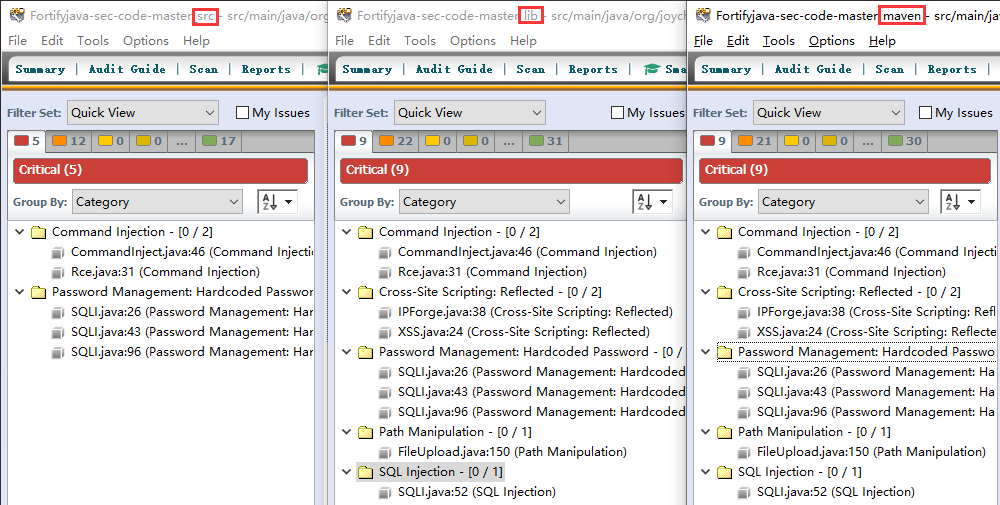 Fortifyjava-sec-code-master src - src/main/java/org
File Edit Tools Options Help
Summary | Audit Guide | Scan | Reports |
Filter Set: Quick View My Issues
5 12 0 0 ... 17
Critical (5)
Group By: Category
Command Injection - [0 / 2]
CommandInject.java:46 (Command Injectio
Rce.java:31 (Command Injection)
Password Management: Hardcoded Passwor
SQLI.java:26 (Password Management: Har
SQLI.java:43 (Password Management: Har
SQLI.java:96 (Password Management: Har
Fortifyjava-sec-code-master lib - src/main/java/org/joych
File Edit Tools Options Help
Summary | Audit Guide | Scan | Reports | Sma
Filter Set: Quick View My Issues
9 22 0 0 ... 31
Critical (9)
Group By: Category
Command Injection - [0 / 2]
CommandInject.java:46 (Command Injection)
Rce.java:31 (Command Injection)
Cross-Site Scripting: Reflected - [0 / 2]
IPForge.java:38 (Cross-Site Scripting: Reflected)
XSS.java:24 (Cross-Site Scripting: Reflected)
Password Management: Hardcoded Password - [0 /
SQLI.java:26 (Password Management: Hardcoded
SQLI.java:43 (Password Management: Hardcoded
SQLI.java:96 (Password Management: Hardcoded
Path Manipulation - [0 / 1]
FileUpload.java:150 (Path Manipulation)
SQL Injection - [0 / 1]
SQLI.java:52 (SQL Injection)
Fortifyjava-sec-code-master maven - src/main/jav
File Edit Tools Options Help
Summary | Audit Guide | Scan | Reports |
Filter Set: Quick View My Issues
9 21 0 0 ... 30
Critical (9)
Group By: Category
Command Injection - [0 / 2]
CommandInject.java:46 (Command Injection)
Rce.java:31 (Command Injection)
Cross-Site Scripting: Reflected - [0 / 2]
IPForge.java:38 (Cross-Site Scripting: Reflecte
XSS.java:24 (Cross-Site Scripting: Reflected)
Password Management: Hardcoded Passwo
SQLI.java:26 (Password Management: Ha
SQLI.java:43 (Password Management: Ha
SQLI.java:96 (Password Management: Ha
Path Manipulation - [0 / 1]
FileUpload.java:150 (Path Manipulation)
SQL Injection - [0 / 1]
SQLI.java:52 (SQL Injection)